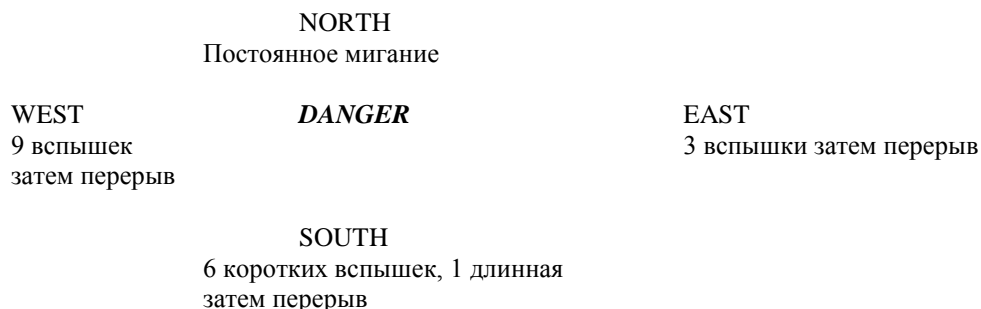 NORTH
Постоянное мигание
WEST DANGER EAST
9 вспышек 3 вспышки затем перерыв
затем перерыв
SOUTH
6 коротких вспышек, 1 длинная
затем перерыв